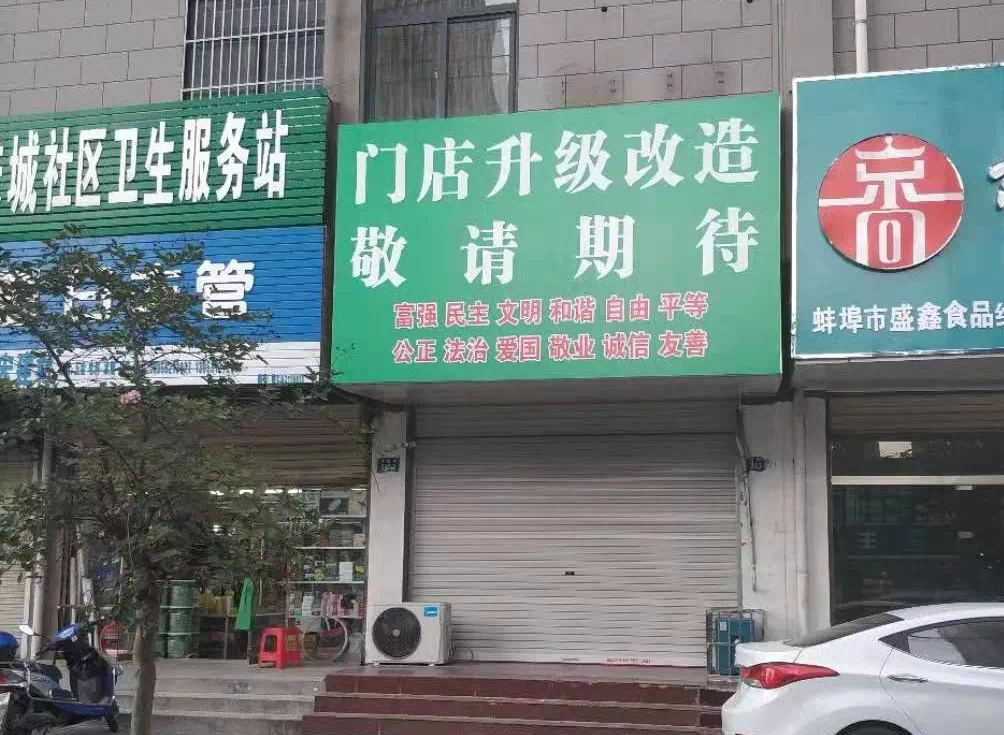 城社区卫生服务站
管
门店升级改造
敬请期待
富强 民主 文明 和谐 自由 平等
公正 法治 爱国 敬业 诚信 友善
蚌埠市盛鑫食品经